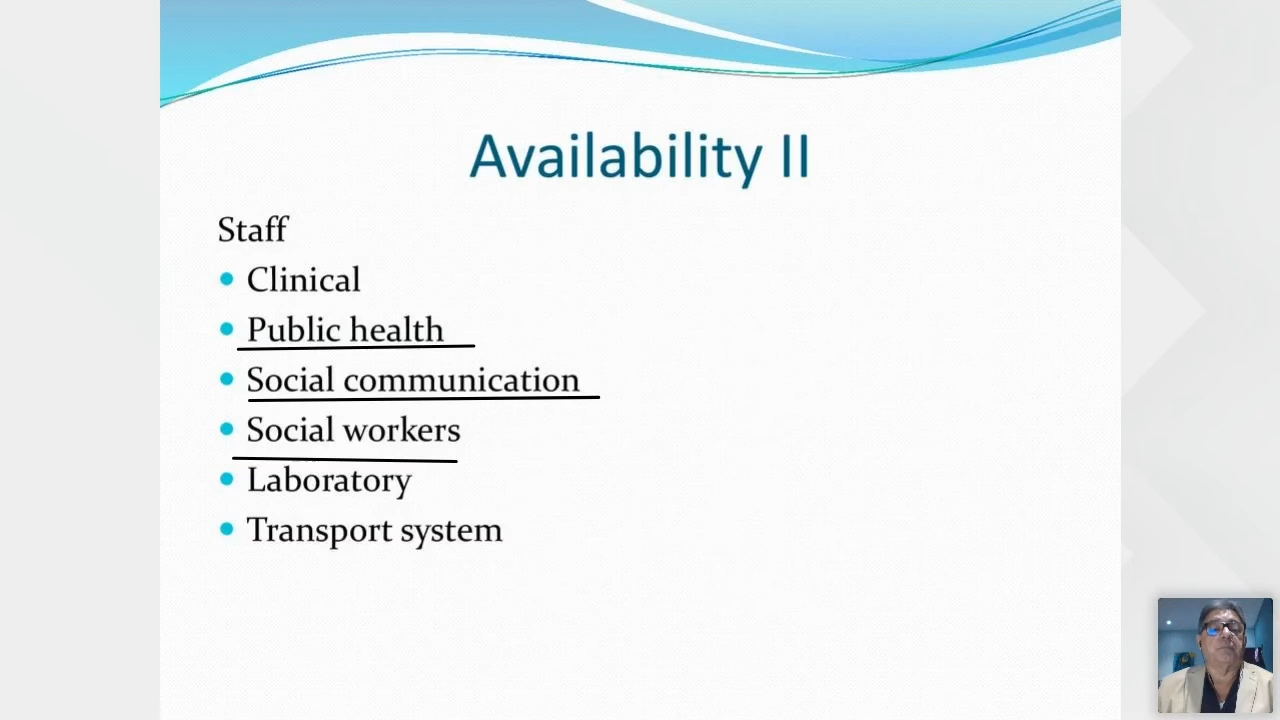 Availability II
Staff
Clinical
Public health
Social communication
Social workers
Laboratory
Transport system